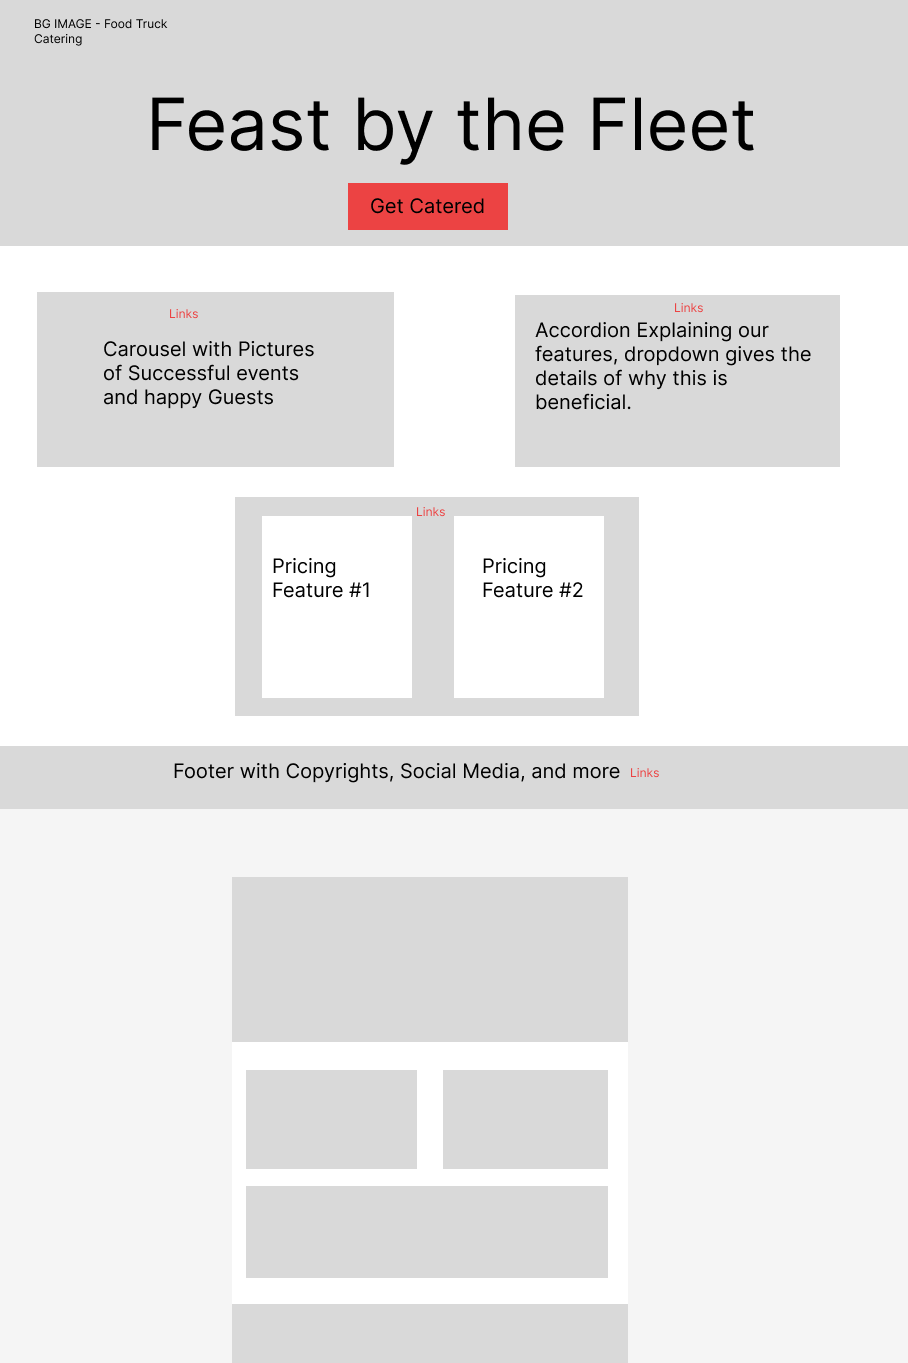 BG IMAGE - Food Truck
Catering
Feast by the Fleet
Get Catered
Links
Carousel with Pictures
of Successful events
and happy Guests
Links
Accordion Explaining our
features, dropdown gives the
details of why this is
beneficial.
Links
Pricing
Feature #1
Pricing
Feature #2
Footer with Copyrights, Social Media, and more Links